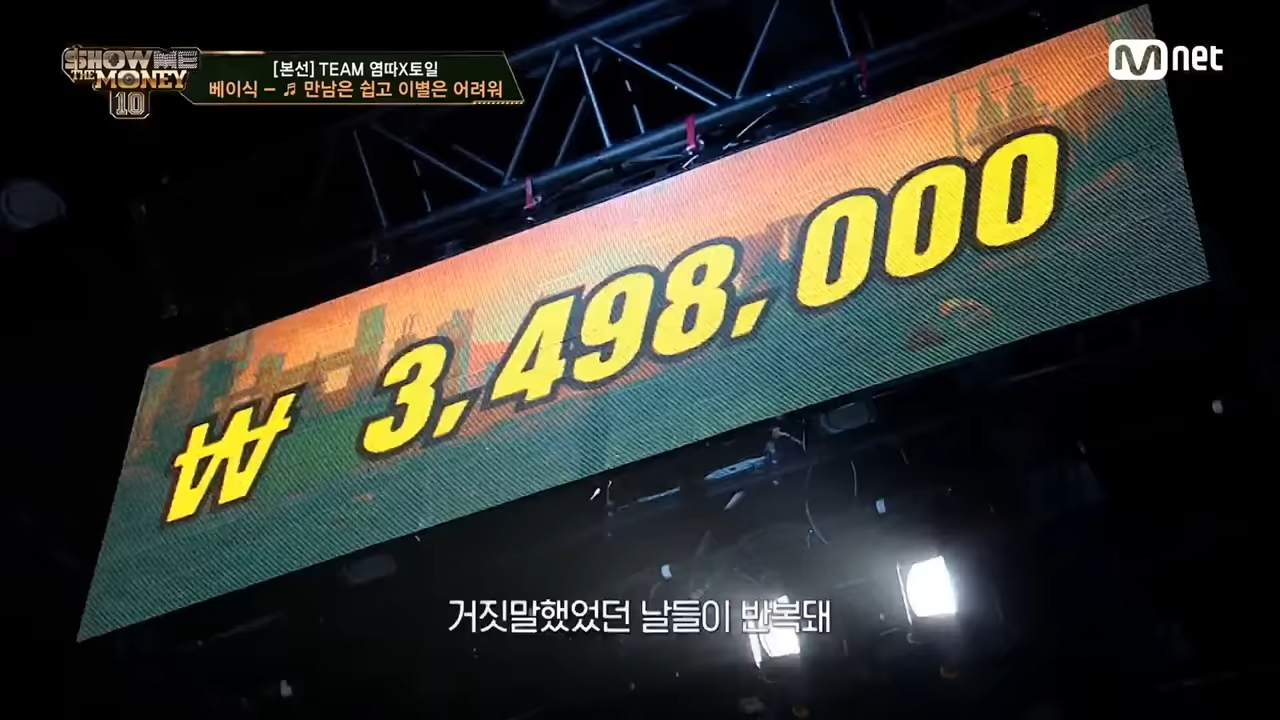 SHOW ME
THE MONEY
10
[본선] TEAM 염따X토일
베이식 – ♬ 만남은 쉽고 이별은 어려워
Mnet
₩ 3,498,000
거짓말했었던 날들이 반복돼